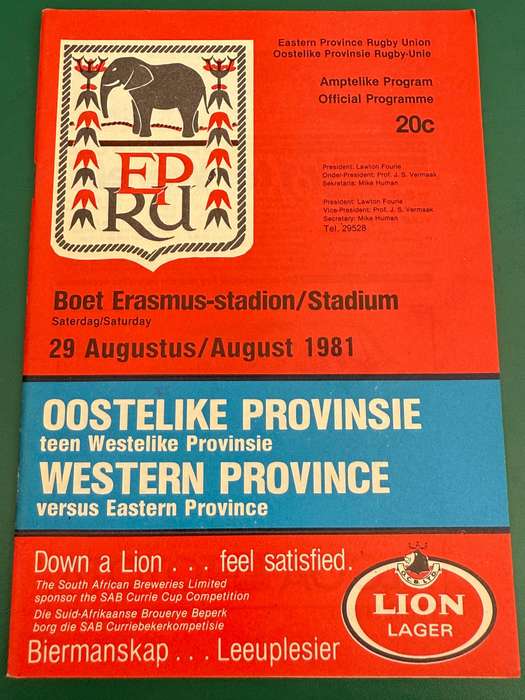 EP
RU
Eastern Province Rugby Union
Oostelike Provinsie Rugby-Unie
Amptelike Program
Official Programme
20c
President: Lawton Fourie
Onder-President: Prof. J. S. Vermaak
Sekretaris: Mike Human
President: Lawton Fourie
Vice-President: Prof. J. S. Vermaak
Secretary: Mike Human
Tel. 29528
Boet Erasmus-stadion/Stadium
Saterdag/Saturday
29 Augustus/August 1981
OOSTELIKE PROVINSIE
teen Westelike Provinsie
WESTERN PROVINCE
versus Eastern Province
Down a Lion . . . feel satisfied.
The South African Breweries Limited
sponsor the SAB Currie Cup Competition
Die Suid-Afrikaanse Brouerye Beperk
borg die SAB Curriebekerkompetisie
Biermanskap . . . Leeuplesier
O.C.B. LTD
LION
LAGER